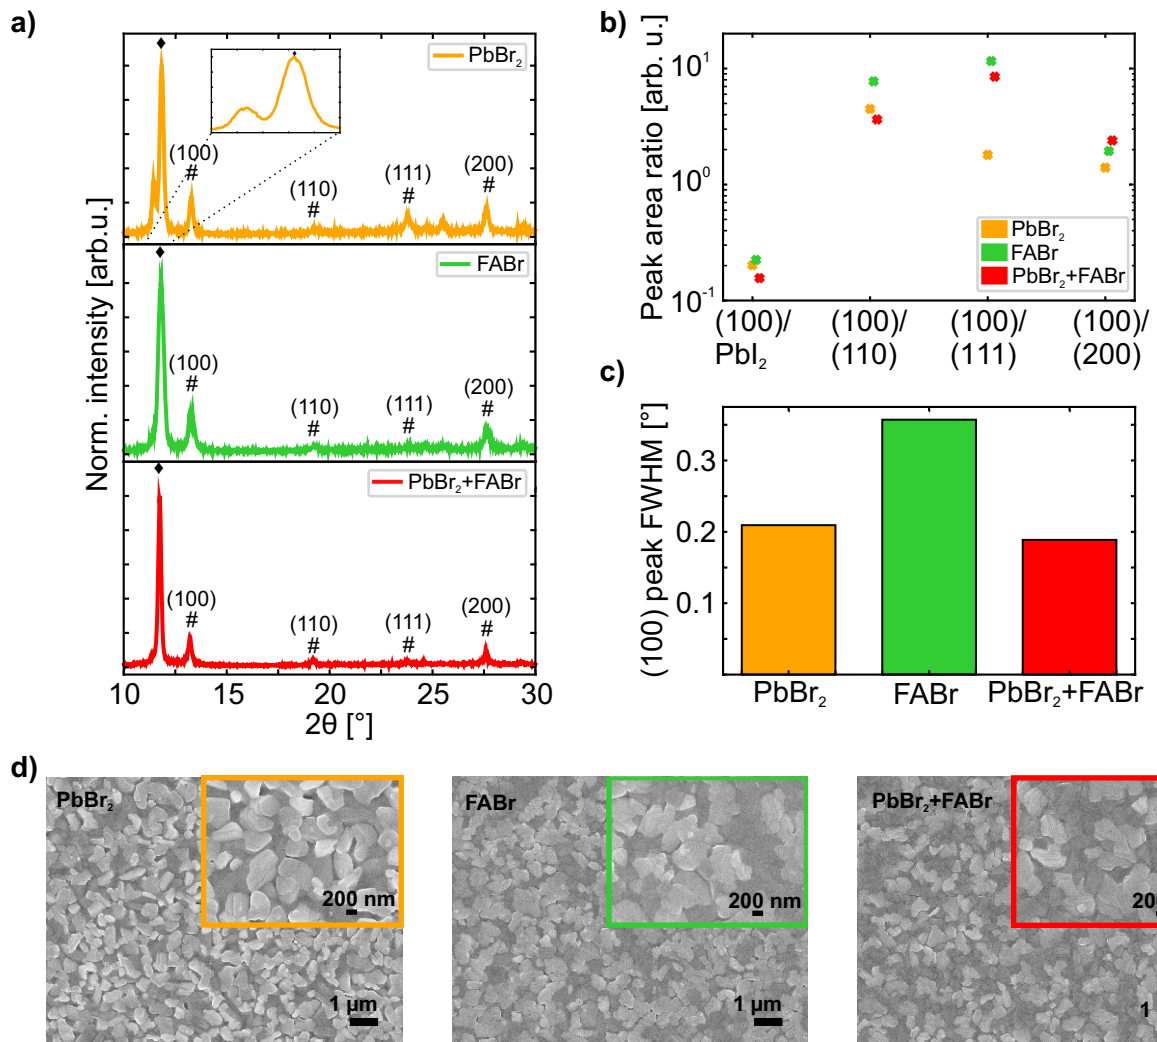 a)
Norm. intensity [arb.u.]
♦
PbBr₂
(100)
#
(110)
#
(111)
#
(200)
#
♦
FABr
(100)
#
(110)
#
(111)
#
(200)
#
♦
PbBr₂+FABr
(100)
#
(110)
#
(111)
#
(200)
#
10 15 20 25 30
2θ [°]
b)
Peak area ratio [arb. u.]
10¹
10⁰
10⁻¹
PbBr₂
FABr
PbBr₂+FABr
(100)/ (100)/ (100)/ (100)/
PbI₂ (110) (111) (200)
c)
(100) peak FWHM [°]
0.3
0.2
0.1
PbBr₂ FABr PbBr₂+FABr
d)
PbBr₂
200 nm
1 µm
FABr
200 nm
1 µm
PbBr₂+FABr
20
1